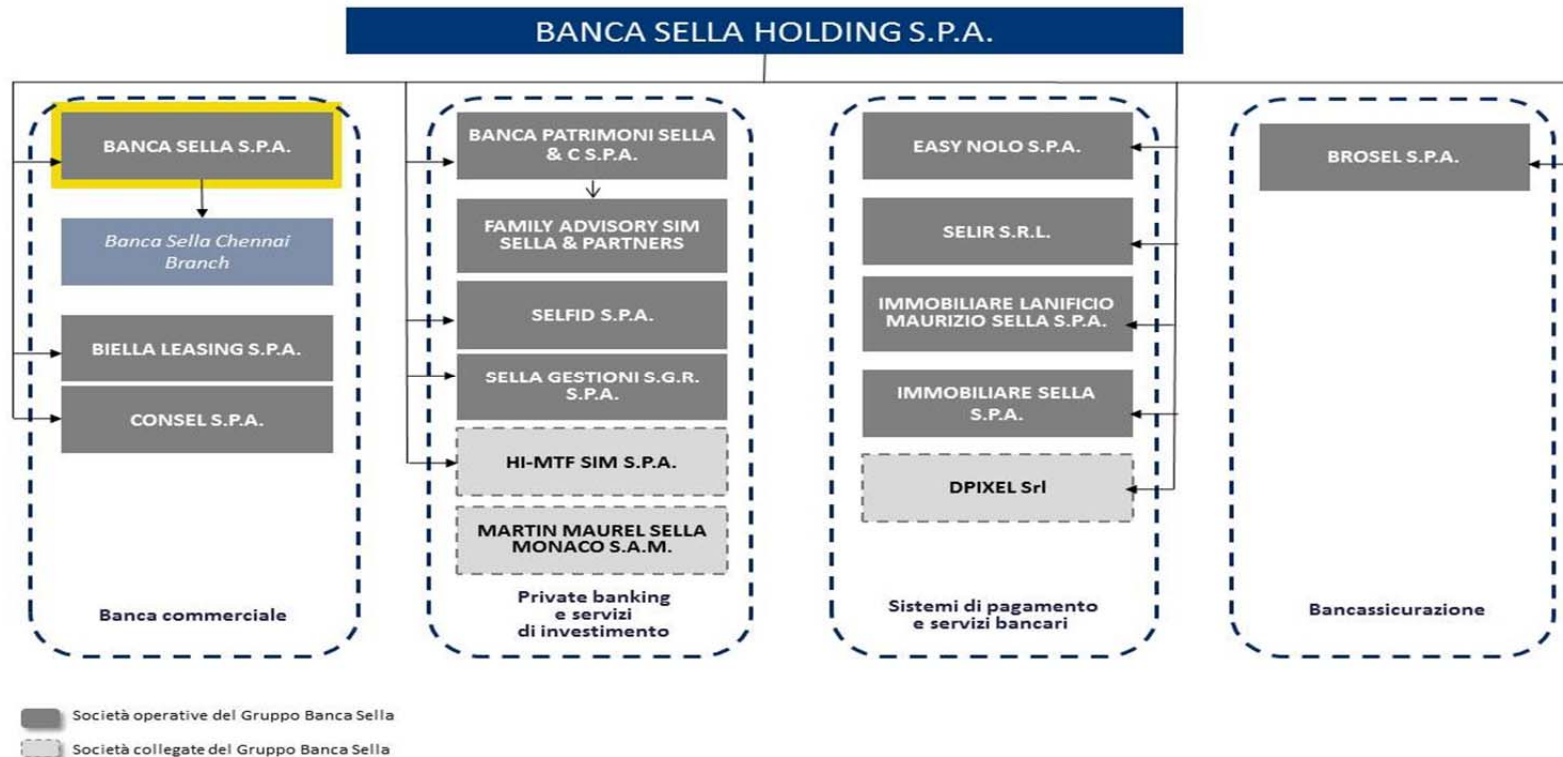 BANCA SELLA HOLDING S.P.A.
BANCA SELLA S.P.A.
Banca Sella Chennai
Branch
BIELLA LEASING S.P.A.
CONSEL S.P.A.
Banca commerciale
BANCA PATRIMONI SELLA
& C S.P.A.
FAMILY ADVISORY SIM
SELLA & PARTNERS
SELFID S.P.A.
SELLA GESTIONI S.G.R.
S.P.A.
HI-MTF SIM S.P.A.
MARTIN MAUREL SELLA
MONACO S.A.M.
Private banking
e servizi
di investimento
EASY NOLO S.P.A.
SELIR S.R.L.
IMMOBILIARE LANIFICIO
MAURIZIO SELLA S.P.A.
IMMOBILIARE SELLA
S.P.A.
DPIXEL Srl
Sistemi di pagamento
e servizi bancari
BROSEL S.P.A.
Bancassicurazione
Società operative del Gruppo Banca Sella
Società collegate del Gruppo Banca Sella